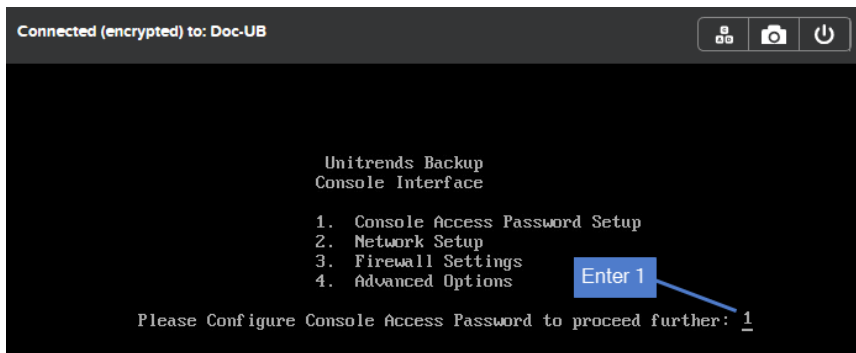 Connected (encrypted) to: Doc-UB
Unitrends Backup
Console Interface
1. Console Access Password Setup
2. Network Setup
3. Firewall Settings
4. Advanced Options
Enter 1
Please Configure Console Access Password to proceed further: 1